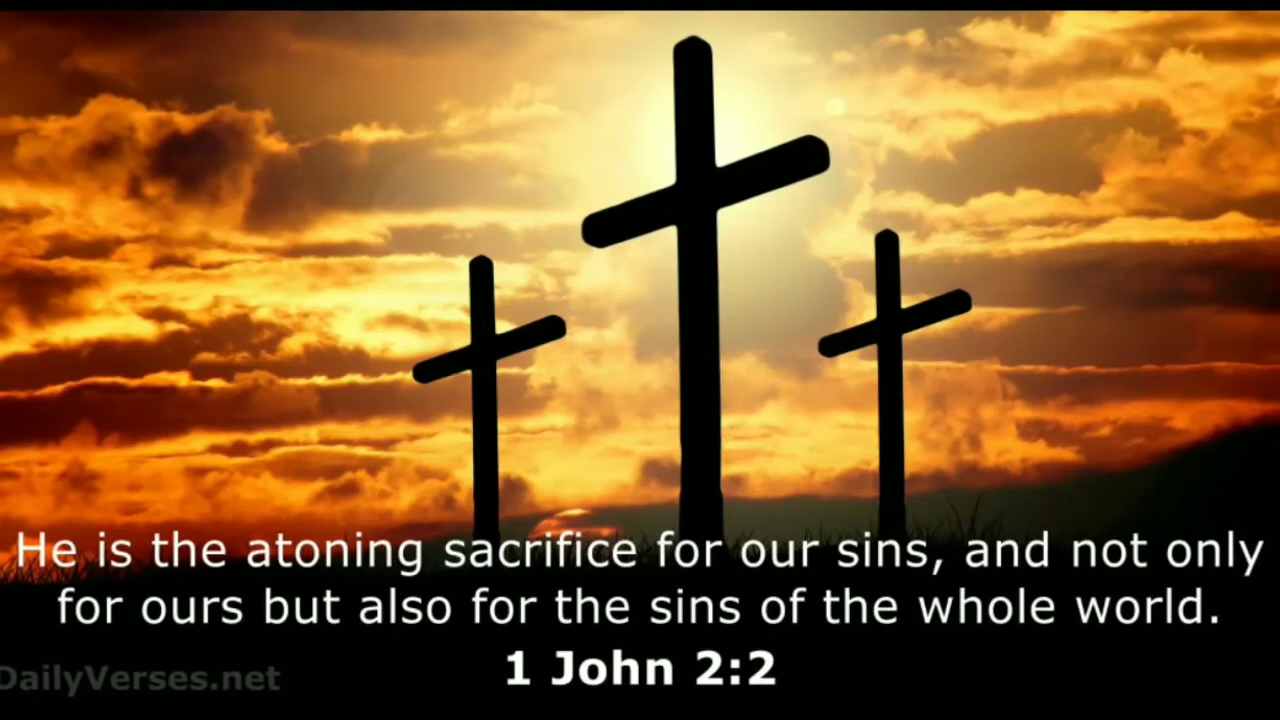 He is the atoning sacrifice for our sins, and not only
for ours but also for the sins of the whole world.
1 John 2:2
DailyVerses.net